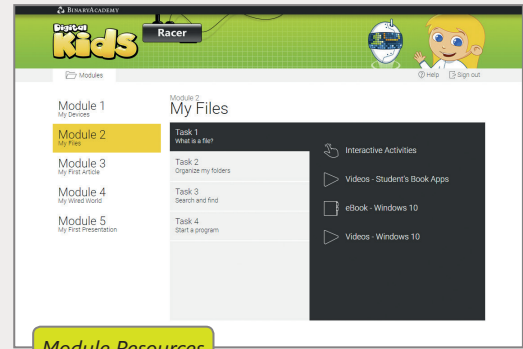 BINARYACADEMY
Digital
Kids
Racer
Modules
Help
Sign out
Module 1
My Devices
Module 2
My Files
Module 3
My First Article
Module 4
My Wired World
Module 5
My First Presentation
Module 2
My Files
Task 1
What is a file?
Task 2
Organize my folders
Task 3
Search and find
Task 4
Start a program
Interactive Activities
Videos - Student's Book Apps
eBook - Windows 10
Videos - Windows 10
Module Resources